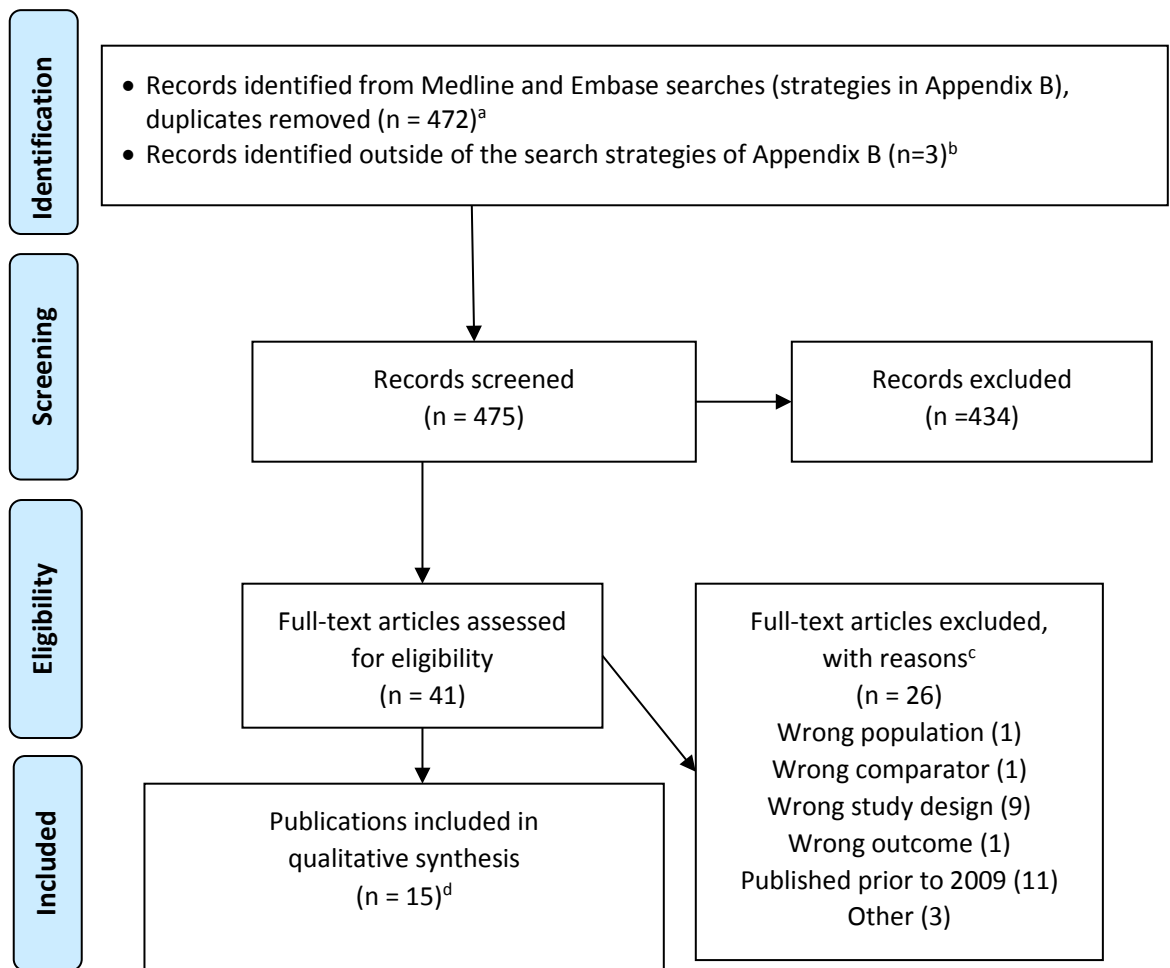 Identification
• Records identified from Medline and Embase searches (strategies in Appendix B),
duplicates removed (n = 472)ᵃ
• Records identified outside of the search strategies of Appendix B (n=3)ᵇ
Screening
Records screened
(n = 475)
Records excluded
(n =434)
Eligibility
Full-text articles assessed
for eligibility
(n = 41)
Full-text articles excluded,
with reasonsᶜ
(n = 26)
Wrong population (1)
Wrong comparator (1)
Wrong study design (9)
Wrong outcome (1)
Published prior to 2009 (11)
Other (3)
Included
Publications included in
qualitative synthesis
(n = 15)ᵈ